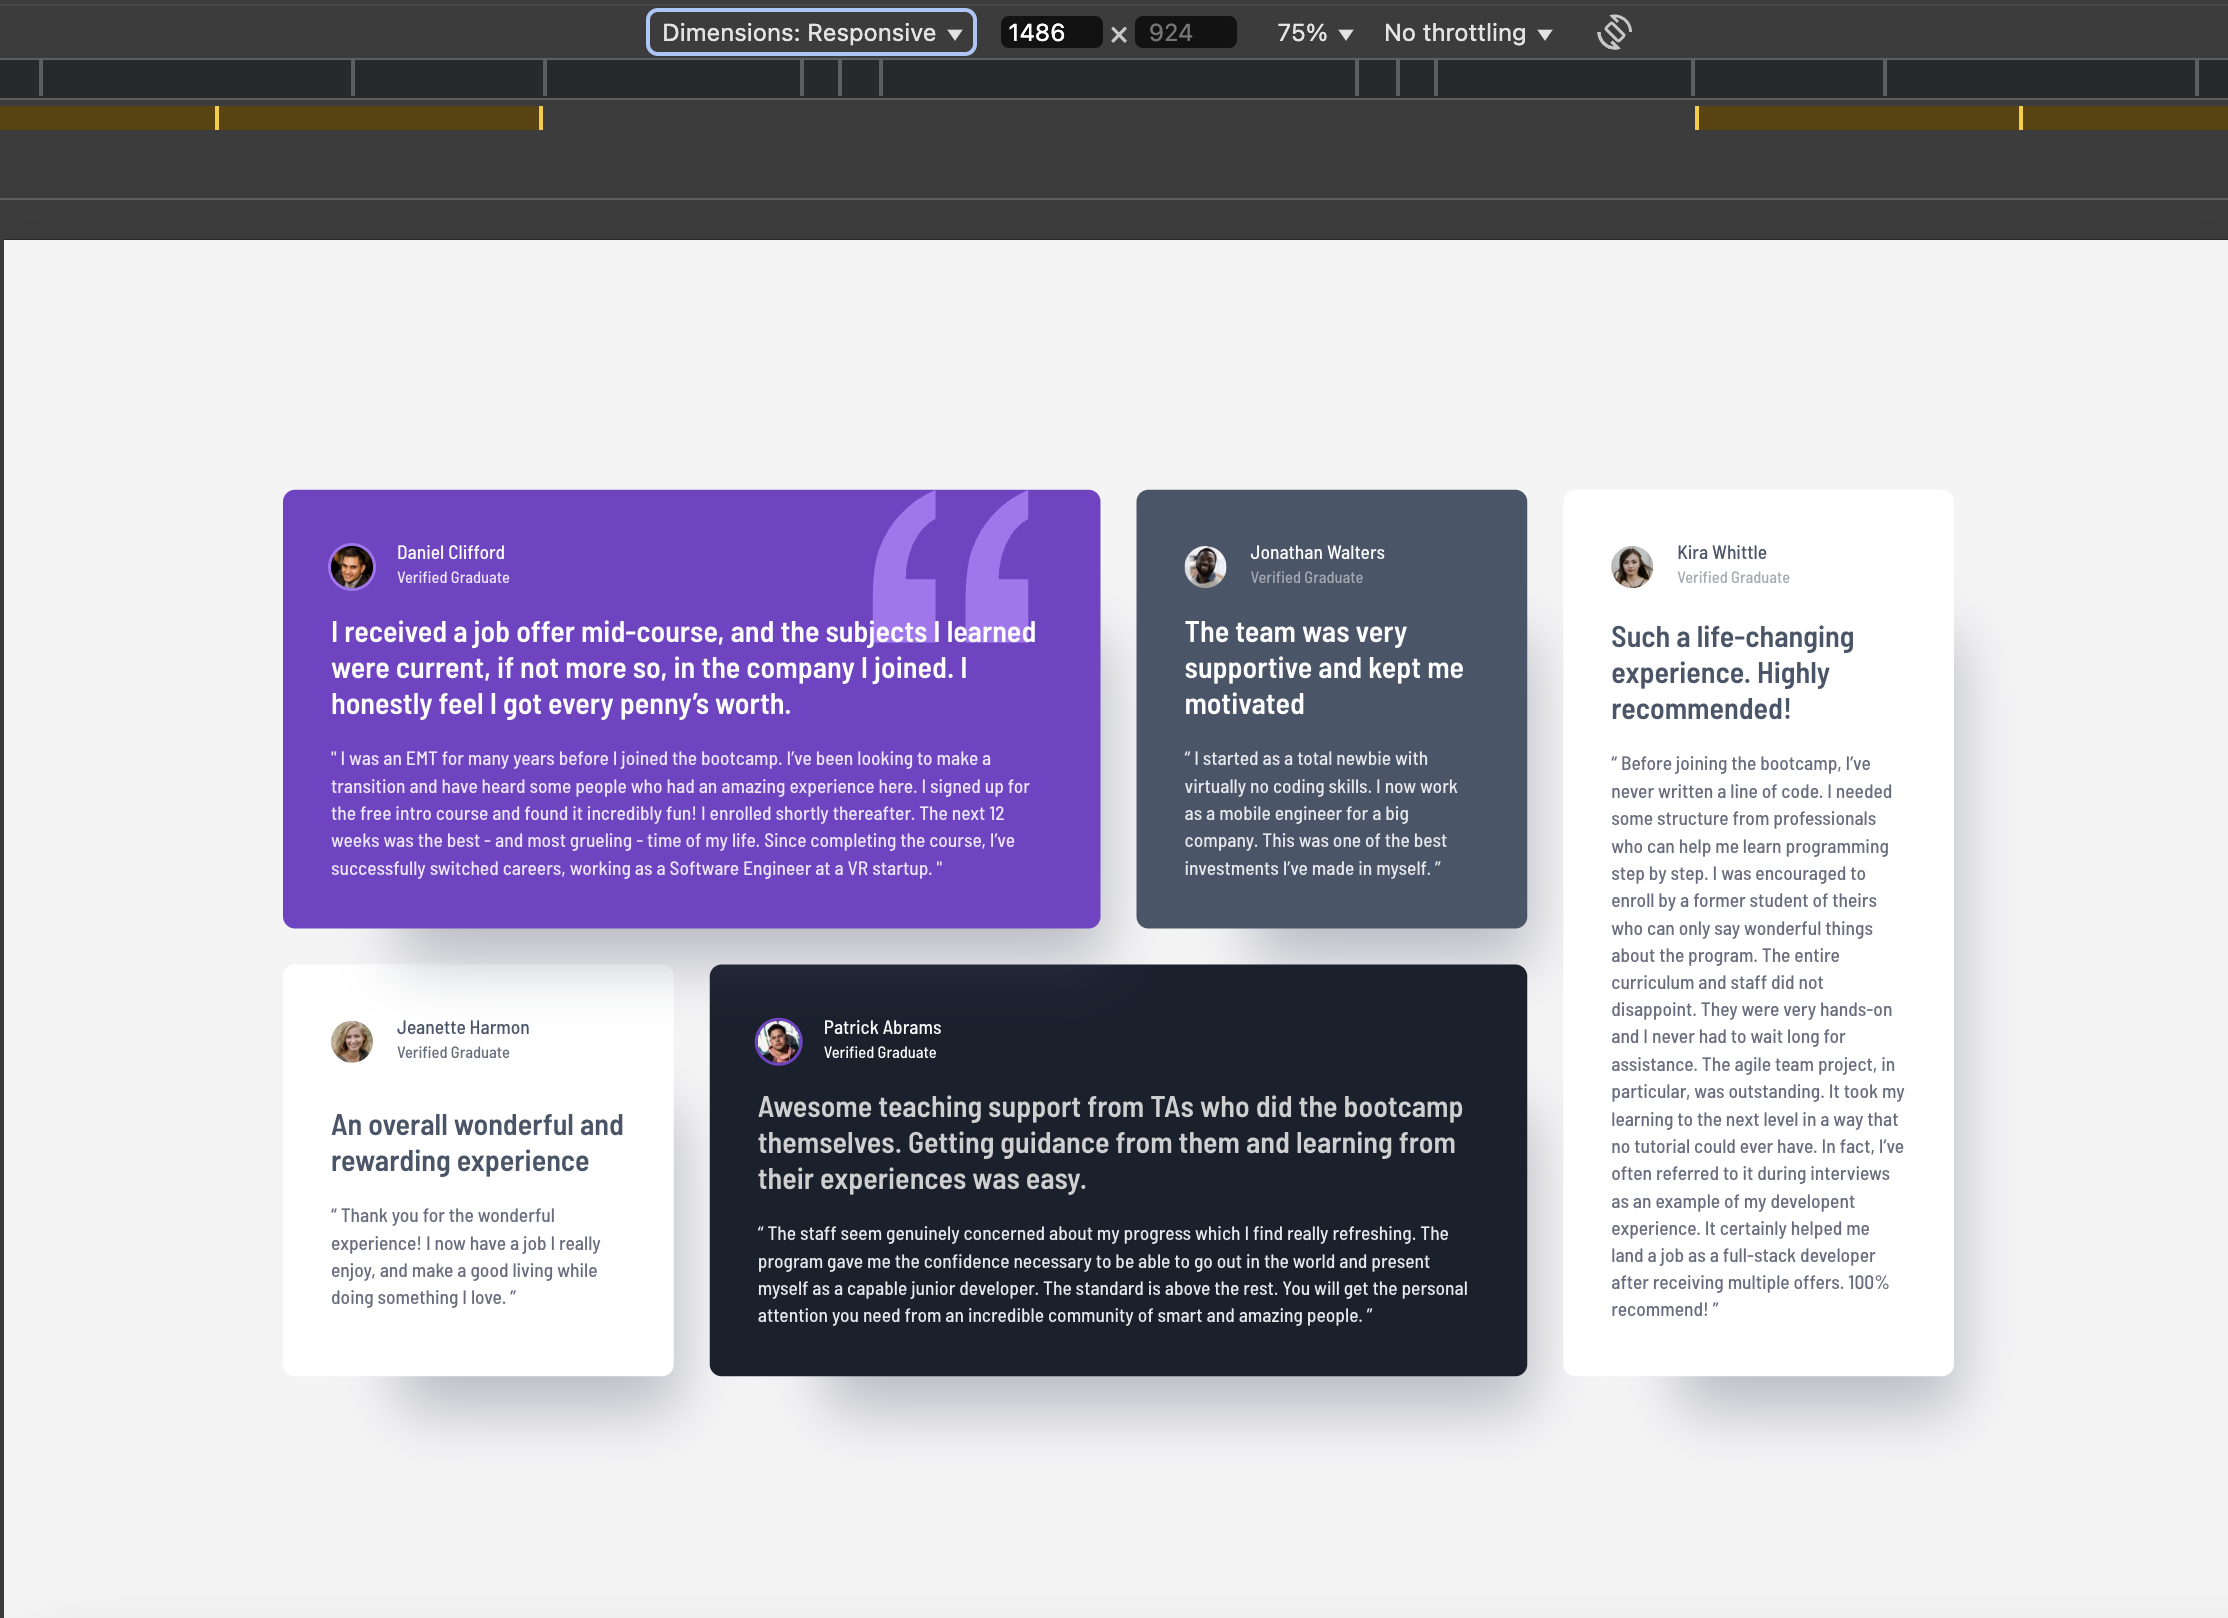 Dimensions: Responsive ▼ 1486 × 924 75% ▼ No throttling ▼
Daniel Clifford
Verified Graduate
I received a job offer mid-course, and the subjects I learned
were current, if not more so, in the company I joined. I
honestly feel I got every penny’s worth.
" I was an EMT for many years before I joined the bootcamp. I’ve been looking to make a
transition and have heard some people who had an amazing experience here. I signed up for
the free intro course and found it incredibly fun! I enrolled shortly thereafter. The next 12
weeks was the best - and most grueling - time of my life. Since completing the course, I’ve
successfully switched careers, working as a Software Engineer at a VR startup. "
Jonathan Walters
Verified Graduate
The team was very
supportive and kept me
motivated
“ I started as a total newbie with
virtually no coding skills. I now work
as a mobile engineer for a big
company. This was one of the best
investments I’ve made in myself. ”
Kira Whittle
Verified Graduate
Such a life-changing
experience. Highly
recommended!
“ Before joining the bootcamp, I’ve
never written a line of code. I needed
some structure from professionals
who can help me learn programming
step by step. I was encouraged to
enroll by a former student of theirs
who can only say wonderful things
about the program. The entire
curriculum and staff did not
disappoint. They were very hands-on
and I never had to wait long for
assistance. The agile team project, in
particular, was outstanding. It took my
learning to the next level in a way that
no tutorial could ever have. In fact, I’ve
often referred to it during interviews
as an example of my developent
experience. It certainly helped me
land a job as a full-stack developer
after receiving multiple offers. 100%
recommend! ”
Jeanette Harmon
Verified Graduate
An overall wonderful and
rewarding experience
“ Thank you for the wonderful
experience! I now have a job I really
enjoy, and make a good living while
doing something I love. ”
Patrick Abrams
Verified Graduate
Awesome teaching support from TAs who did the bootcamp
themselves. Getting guidance from them and learning from
their experiences was easy.
“ The staff seem genuinely concerned about my progress which I find really refreshing. The
program gave me the confidence necessary to be able to go out in the world and present
myself as a capable junior developer. The standard is above the rest. You will get the personal
attention you need from an incredible community of smart and amazing people. ”